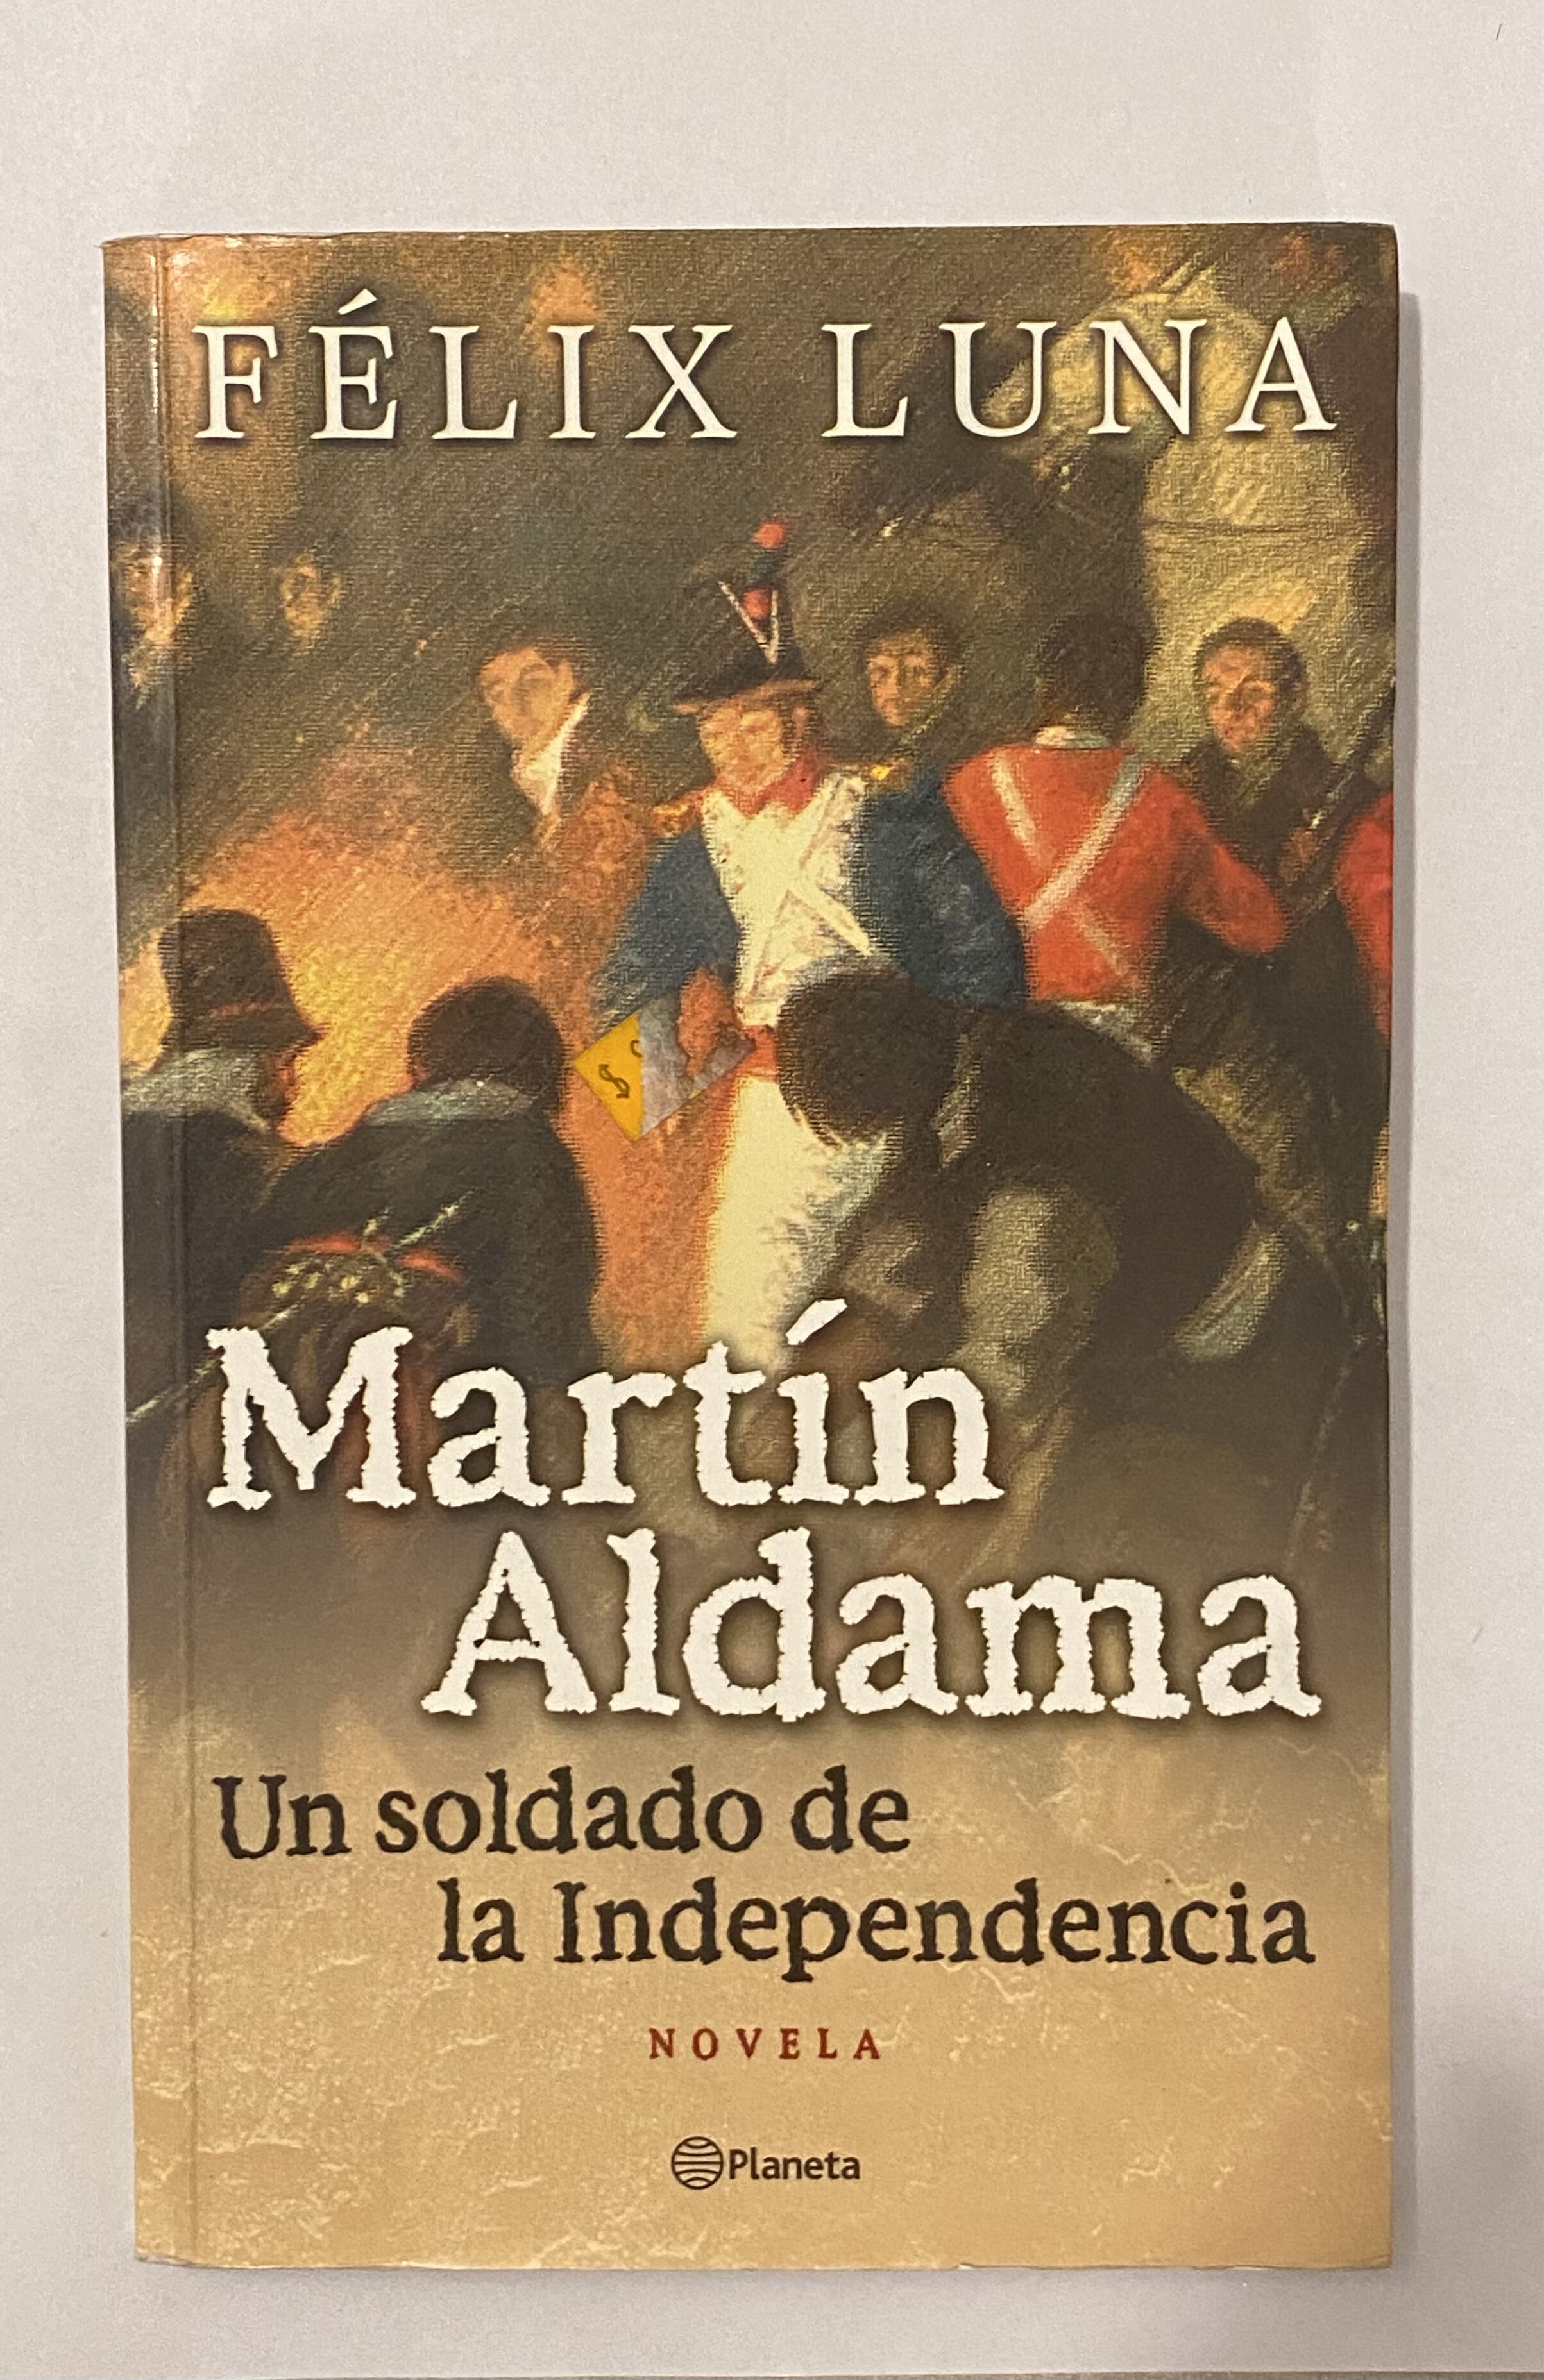 FÉLIX LUNA
$
Martín
Aldama
Un soldado de
la Independencia
NOVELA
Planeta